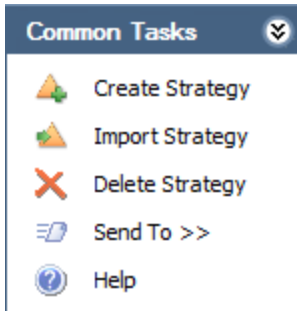 Common Tasks
Create Strategy
Import Strategy
Delete Strategy
Send To >>
Help